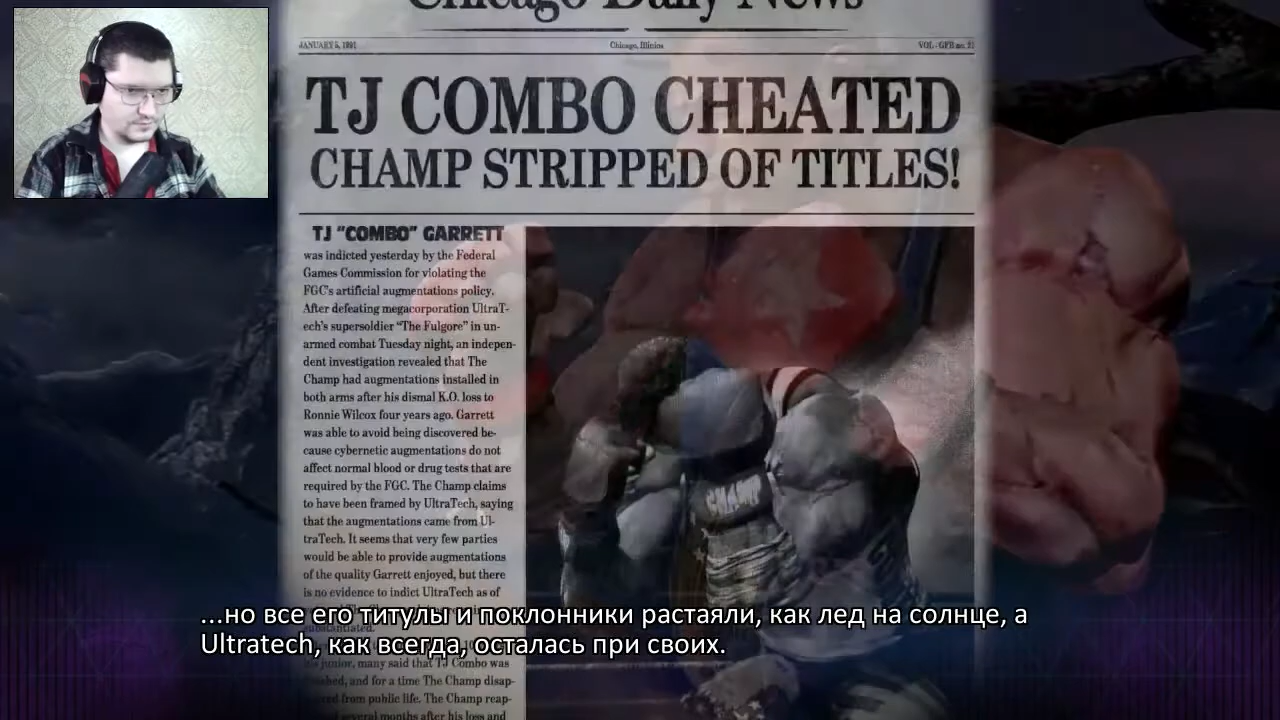 Chicago Daily News
JANUARY 5, 1991
Chicago, Illinios
VOL - GFB no. 21
TJ COMBO CHEATED
CHAMP STRIPPED OF TITLES!
TJ "COMBO" GARRETT
was indicted yesterday by the Federal
Games Commission for violating the
FGC's artificial augmentations policy.
After defeating megacorporation UltraT-
ech's supersoldier "The Fulgore" in un-
armed combat Tuesday night, an indepen-
dent investigation revealed that The
Champ had augmentations installed in
both arms after his dismal K.O. loss to
Ronnie Wilcox four years ago. Garrett
was able to avoid being discovered be-
cause cybernetic augmentations do not
affect normal blood or drug tests that are
required by the FGC. The Champ claims
to have been framed by UltraTech, saying
that the augmentations came from Ul-
traTech. It seems that very few parties
would be able to provide augmentations
of the quality Garrett enjoyed, but there
is no evidence to indict UltraTech as of
junior, many said that TJ Combo was
and for a time The Champ disap-
from public life. The Champ reap-
several months after his loss and
CHAMP
...но все его титулы и поклонники растаяли, как лед на солнце, а
Ultratech, как всегда, осталась при своих.